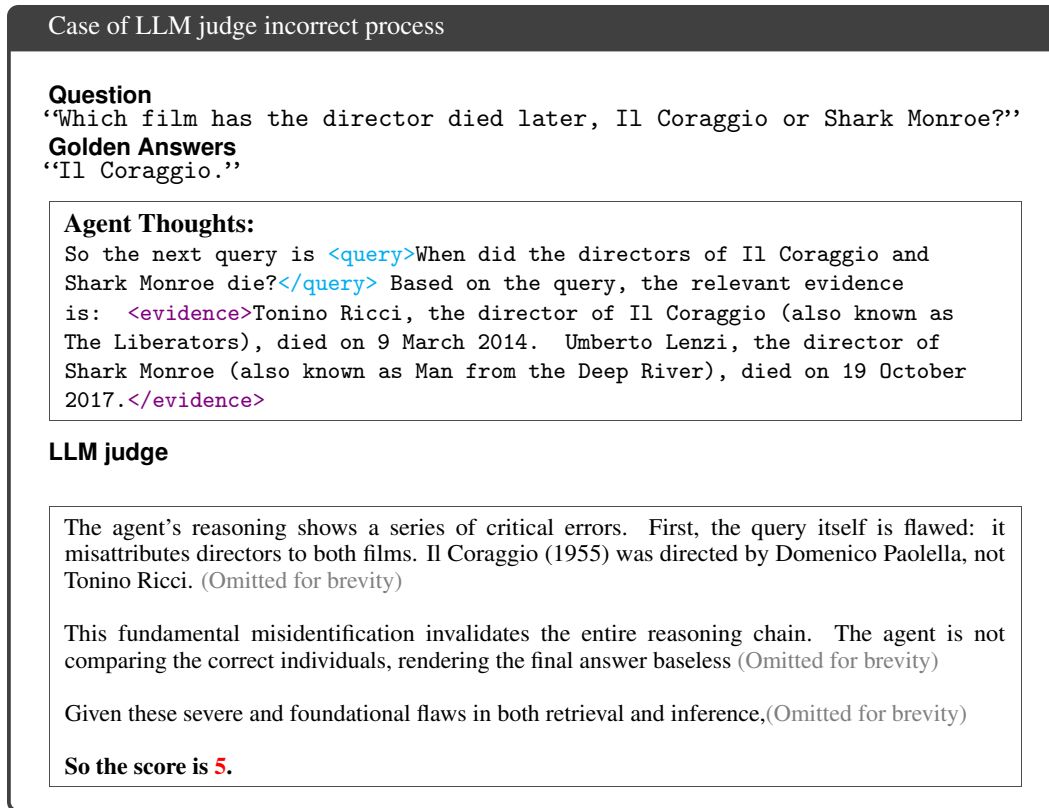 Case of LLM judge incorrect process
Question
‘‘Which film has the director died later, Il Coraggio or Shark Monroe?’’
Golden Answers
‘‘Il Coraggio.’’
Agent Thoughts:
So the next query is <query>When did the directors of Il Coraggio and
Shark Monroe die?</query> Based on the query, the relevant evidence
is: <evidence>Tonino Ricci, the director of Il Coraggio (also known as
The Liberators), died on 9 March 2014. Umberto Lenzi, the director of
Shark Monroe (also known as Man from the Deep River), died on 19 October
2017.</evidence>
LLM judge
The agent's reasoning shows a series of critical errors. First, the query itself is flawed: it
misattributes directors to both films. Il Coraggio (1955) was directed by Domenico Paolella, not
Tonino Ricci. (Omitted for brevity)
This fundamental misidentification invalidates the entire reasoning chain. The agent is not
comparing the correct individuals, rendering the final answer baseless (Omitted for brevity)
Given these severe and foundational flaws in both retrieval and inference,(Omitted for brevity)
So the score is 5.